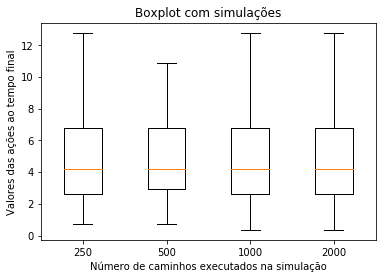 Boxplot com simulações
Valores das ações ao tempo final
12
10
8
6
4
2
0
250 500 1000 2000
Número de caminhos executados na simulação